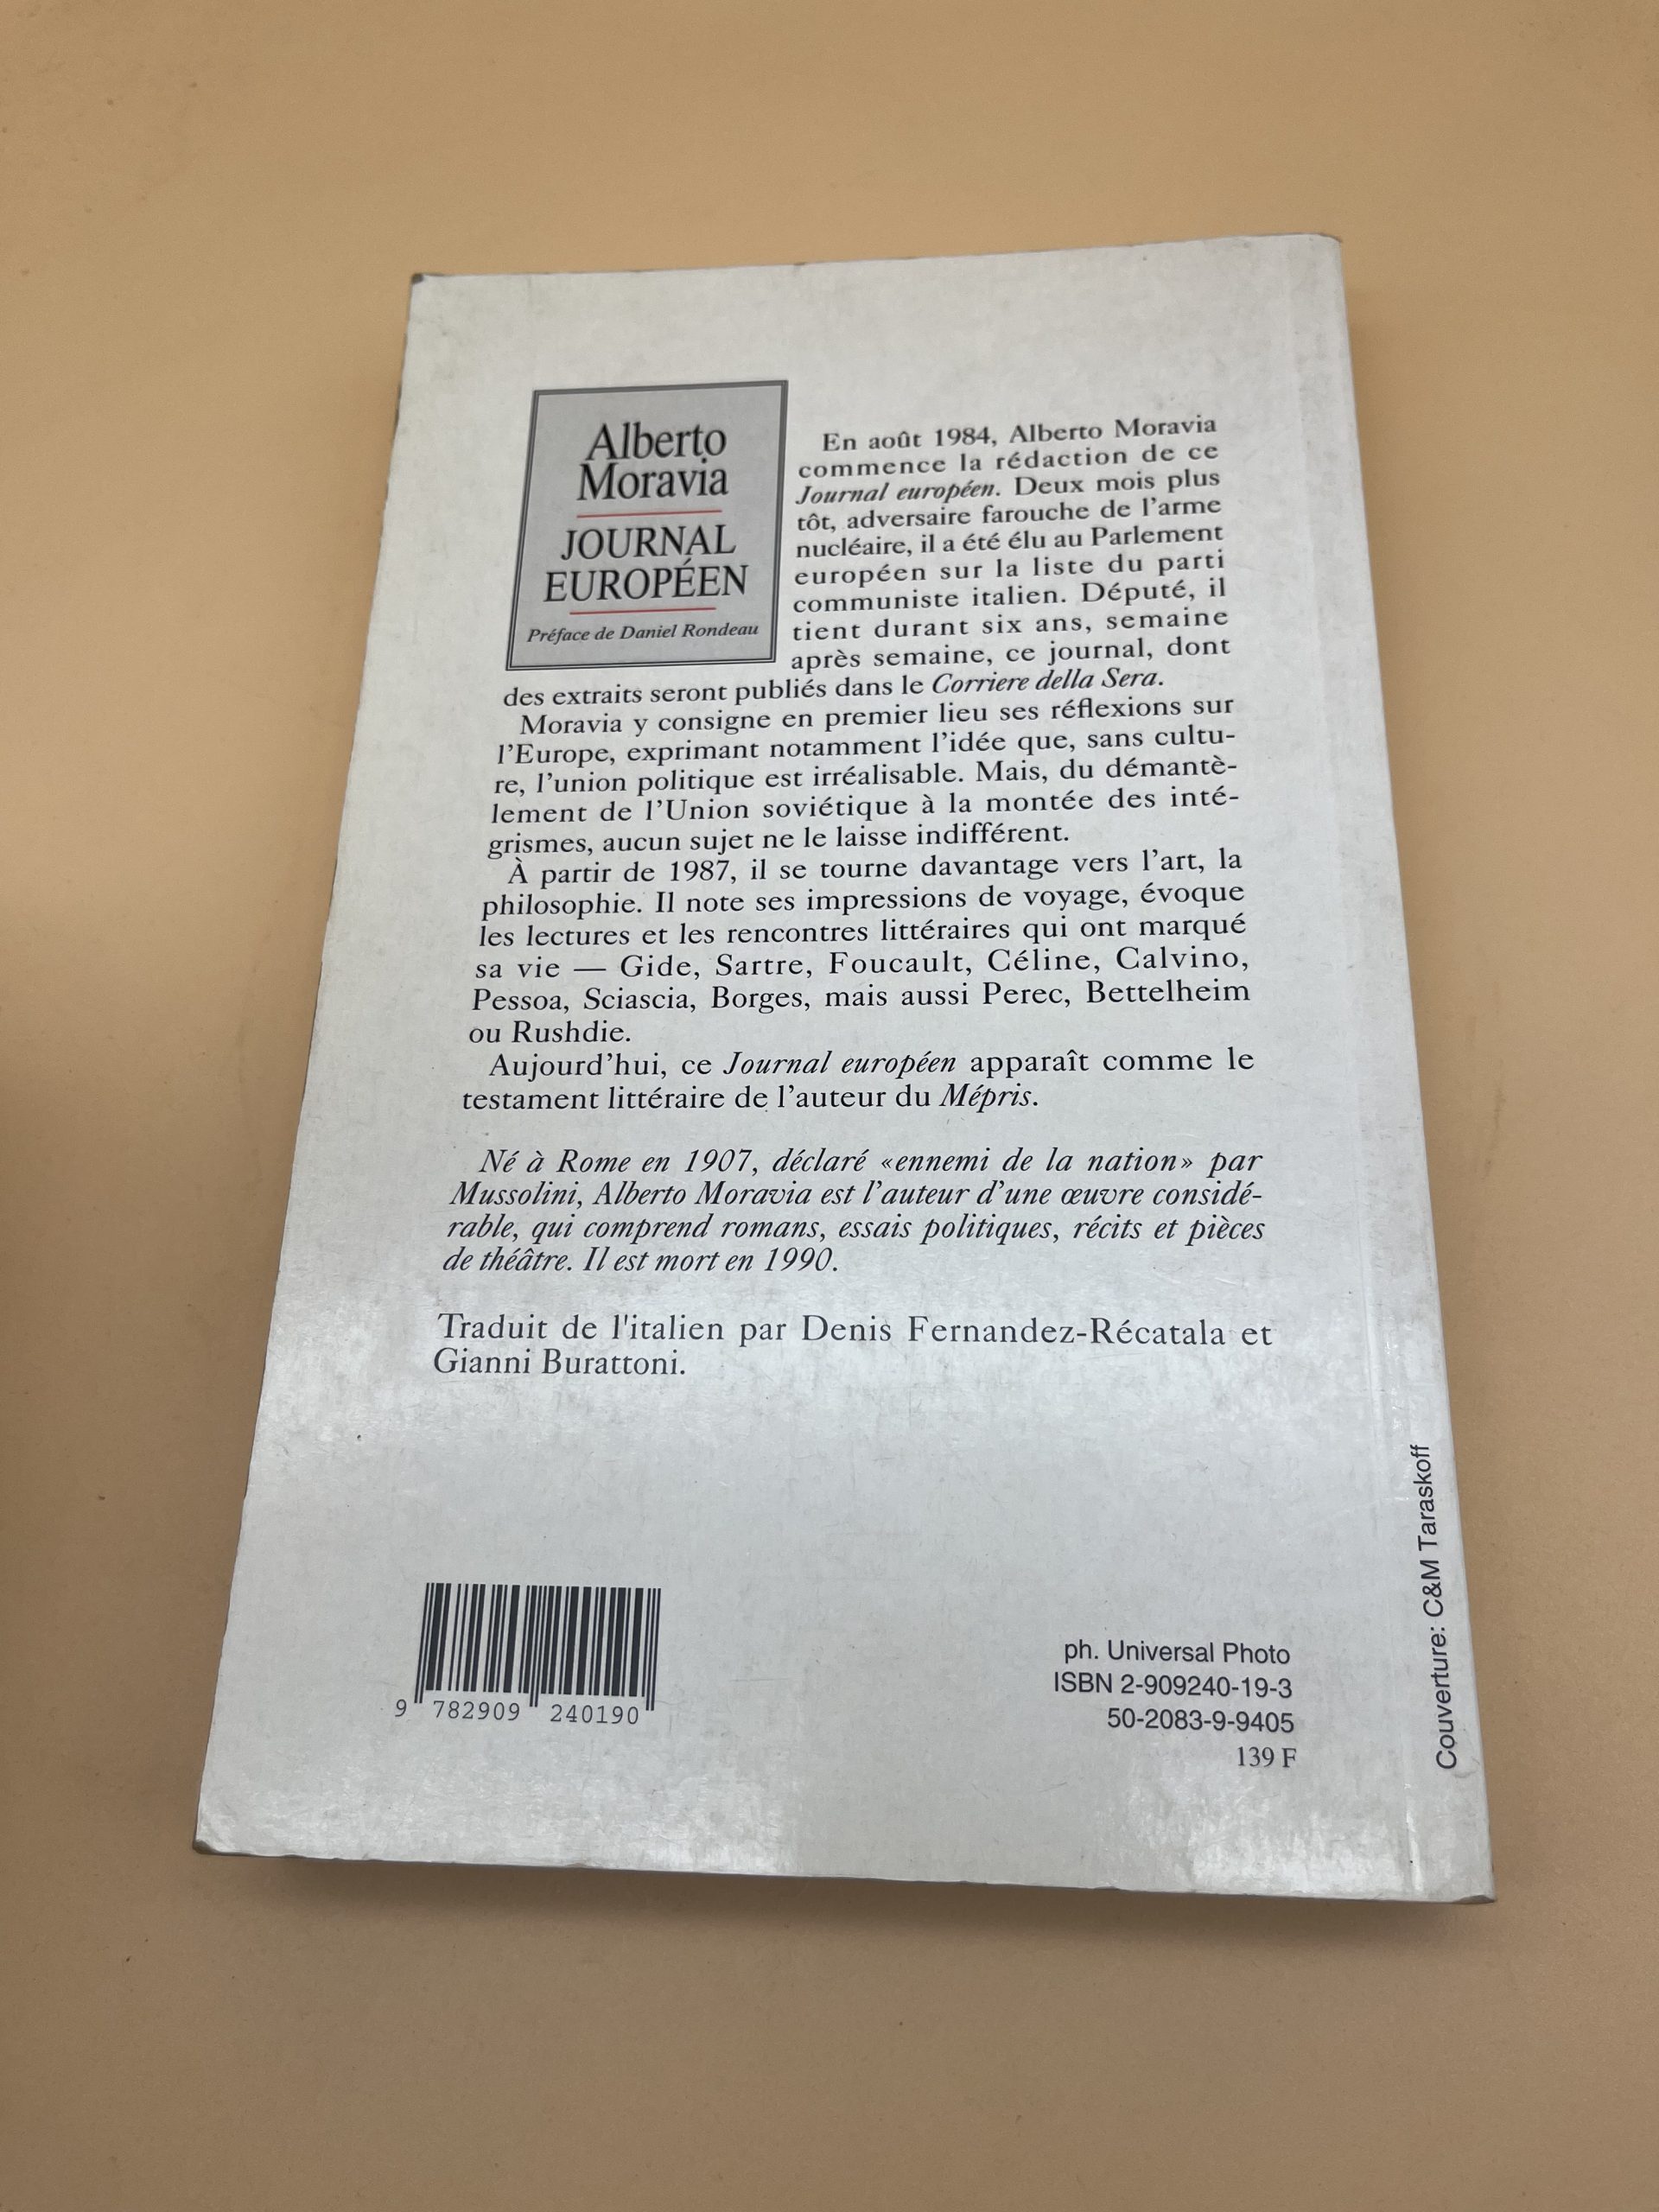 Alberto
Moravia
JOURNAL
EUROPÉEN
Préface de Daniel Rondeau
En août 1984, Alberto Moravia
commence la rédaction de ce
Journal européen. Deux mois plus
tôt, adversaire farouche de l'arme
nucléaire, il a été élu au Parlement
européen sur la liste du parti
communiste italien. Député, il
tient durant six ans, semaine
après semaine, ce journal, dont
des extraits seront publiés dans le Corriere della Sera.
Moravia y consigne en premier lieu ses réflexions sur
l'Europe, exprimant notamment l'idée que, sans cultu-
re, l'union politique est irréalisable. Mais, du démantè-
lement de l'Union soviétique à la montée des inté-
grismes, aucun sujet ne le laisse indifférent.
À partir de 1987, il se tourne davantage vers l'art, la
philosophie. Il note ses impressions de voyage, évoque
les lectures et les rencontres littéraires qui ont marqué
sa vie — Gide, Sartre, Foucault, Céline, Calvino,
Pessoa, Sciascia, Borges, mais aussi Perec, Bettelheim
ou Rushdie.
Aujourd'hui, ce Journal européen apparaît comme le
testament littéraire de l'auteur du Mépris.
Né à Rome en 1907, déclaré «ennemi de la nation» par
Mussolini, Alberto Moravia est l'auteur d'une œuvre considé-
rable, qui comprend romans, essais politiques, récits et pièces
de théâtre. Il est mort en 1990.
Traduit de l'italien par Denis Fernandez-Récatala et
Gianni Burattoni.
9 782909 240190
ph. Universal Photo
ISBN 2-909240-19-3
50-2083-9-9405
139 F
Couverture: C&M Taraskoff